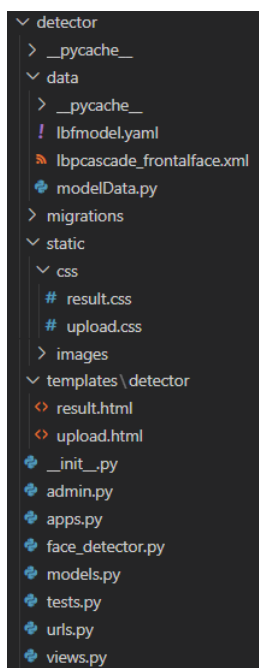 detector
__pycache__
data
__pycache__
! lbfmodel.yaml
lbpcascade_frontalface.xml
modelData.py
migrations
static
css
# result.css
# upload.css
images
templates\detector
<> result.html
<> upload.html
__init__.py
admin.py
apps.py
face_detector.py
models.py
tests.py
urls.py
views.py